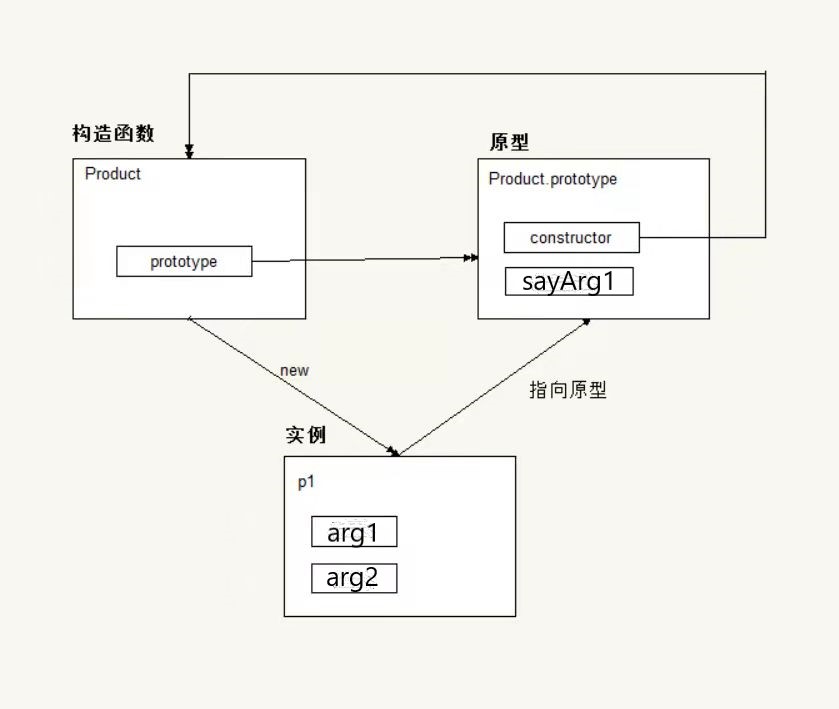 构造函数
Product
prototype
原型
Product.prototype
constructor
sayArg1
new
指向原型
实例
p1
arg1
arg2